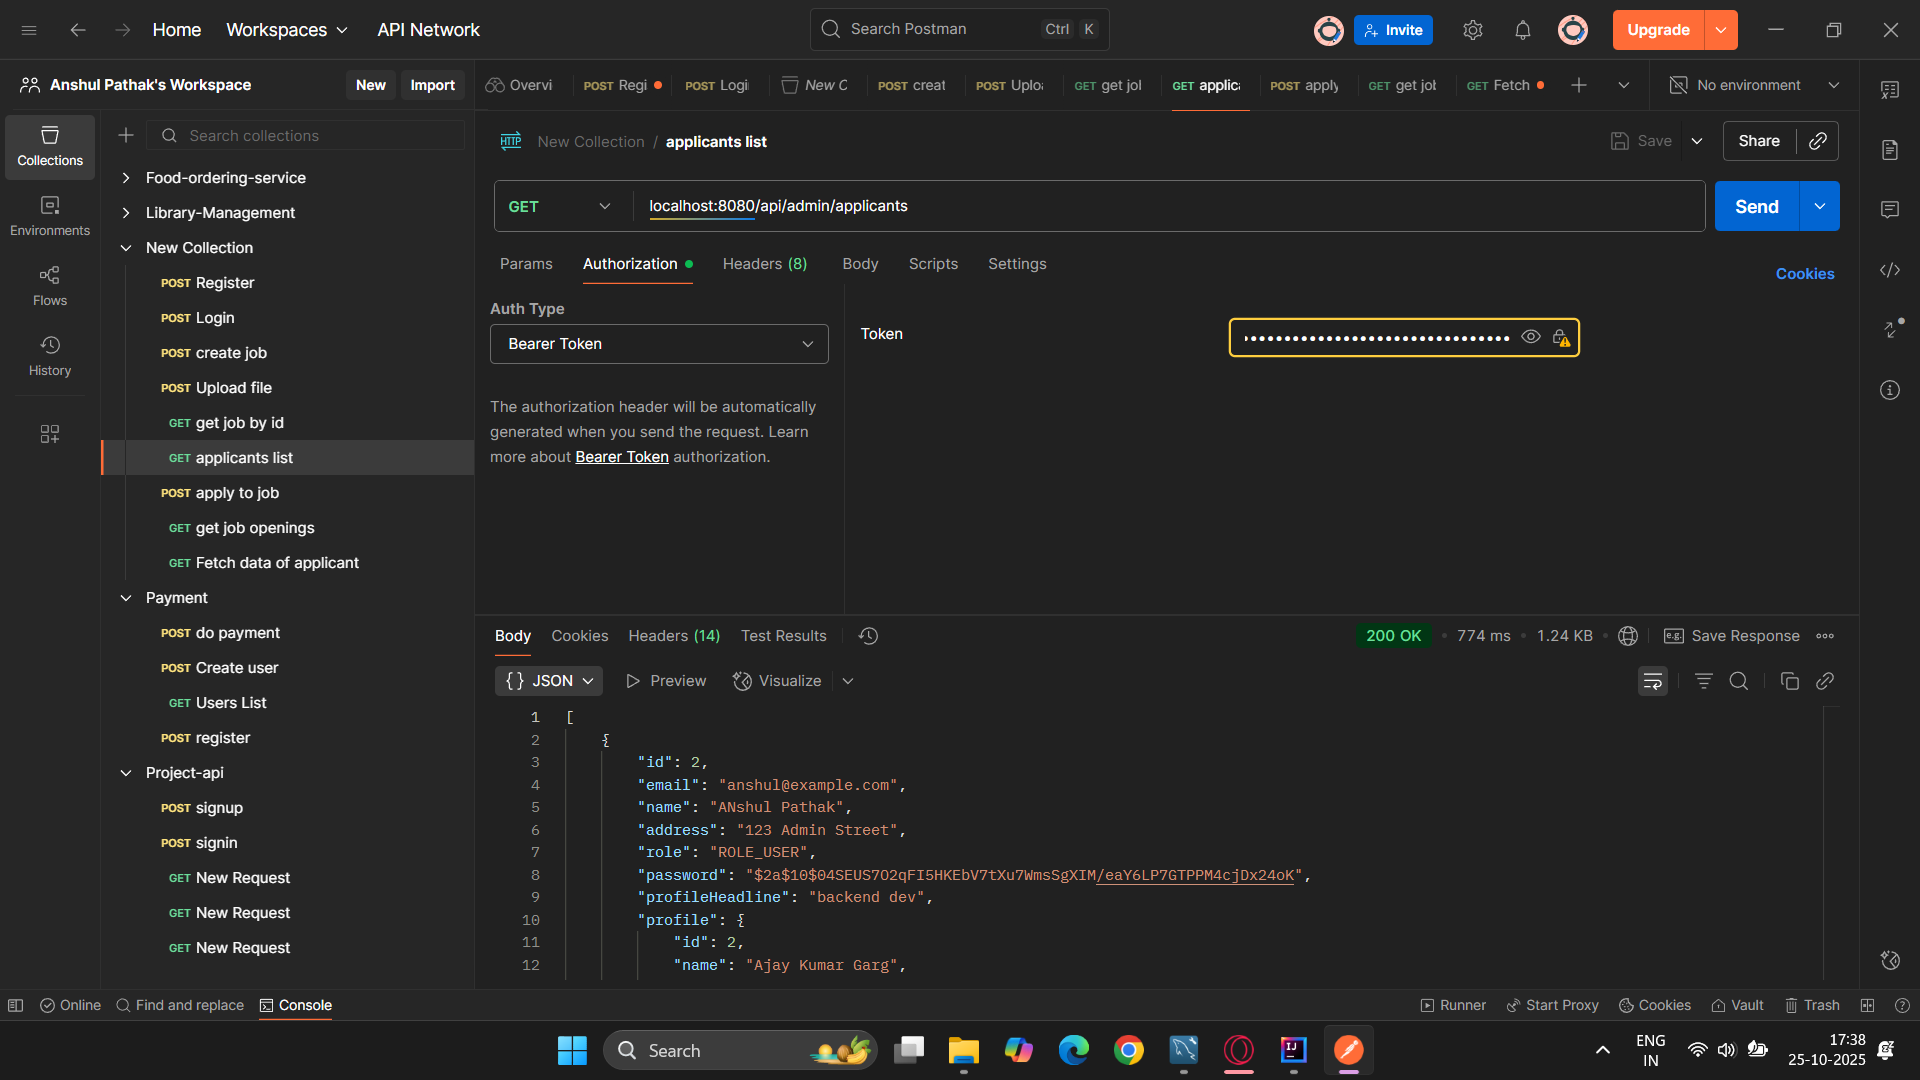 Home Workspaces API Network Search Postman Ctrl K Invite Upgrade
Anshul Pathak's Workspace New Import
Overvi POST Regi POST Logi New C POST creat POST Uplo GET get jol GET applica POST apply GET get job GET Fetch No environment
Collections
Environments
Flows
History
Search collections
Food-ordering-service
Library-Management
New Collection
POST Register
POST Login
POST create job
POST Upload file
GET get job by id
GET applicants list
POST apply to job
GET get job openings
GET Fetch data of applicant
Payment
POST do payment
POST Create user
GET Users List
POST register
Project-api
POST signup
POST signin
GET New Request
GET New Request
GET New Request
HTTP New Collection / applicants list Save Share
GET localhost:8080/api/admin/applicants Send
Params Authorization Headers (8) Body Scripts Settings Cookies
Auth Type
Bearer Token
The authorization header will be automatically
generated when you send the request. Learn
more about Bearer Token authorization.
Token
Body Cookies Headers (14) Test Results 200 OK 774 ms 1.24 KB e.g. Save Response
{} JSON Preview Visualize
1 [
2 {
3 "id": 2,
4 "email": "anshul@example.com",
5 "name": "ANshul Pathak",
6 "address": "123 Admin Street",
7 "role": "ROLE_USER",
8 "password": "$2a$10$04SEUS7O2qFI5HKEbV7tXu7WmsSgXIM/eaY6LP7GTPPM4cjDx24oK",
9 "profileHeadline": "backend dev",
10 "profile": {
11 "id": 2,
12 "name": "Ajay Kumar Garg",
Online Find and replace Console Runner Start Proxy Cookies Vault Trash
Search
ENG
IN
17:38
25-10-2025